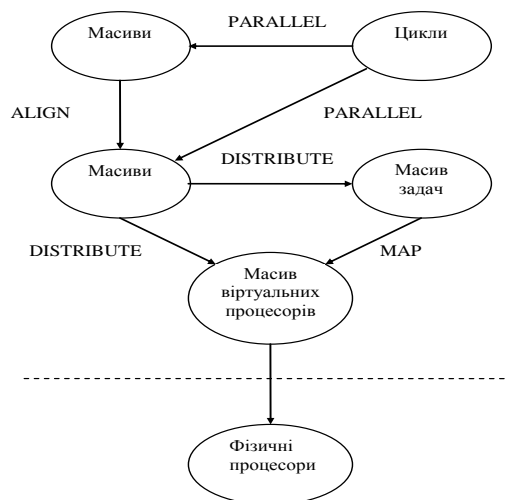 PARALLEL
Масиви
Цикли
ALIGN
PARALLEL
Масиви
DISTRIBUTE
Масив
задач
DISTRIBUTE
MAP
Масив
віртуальних
процесорів
Фізичні
процесори